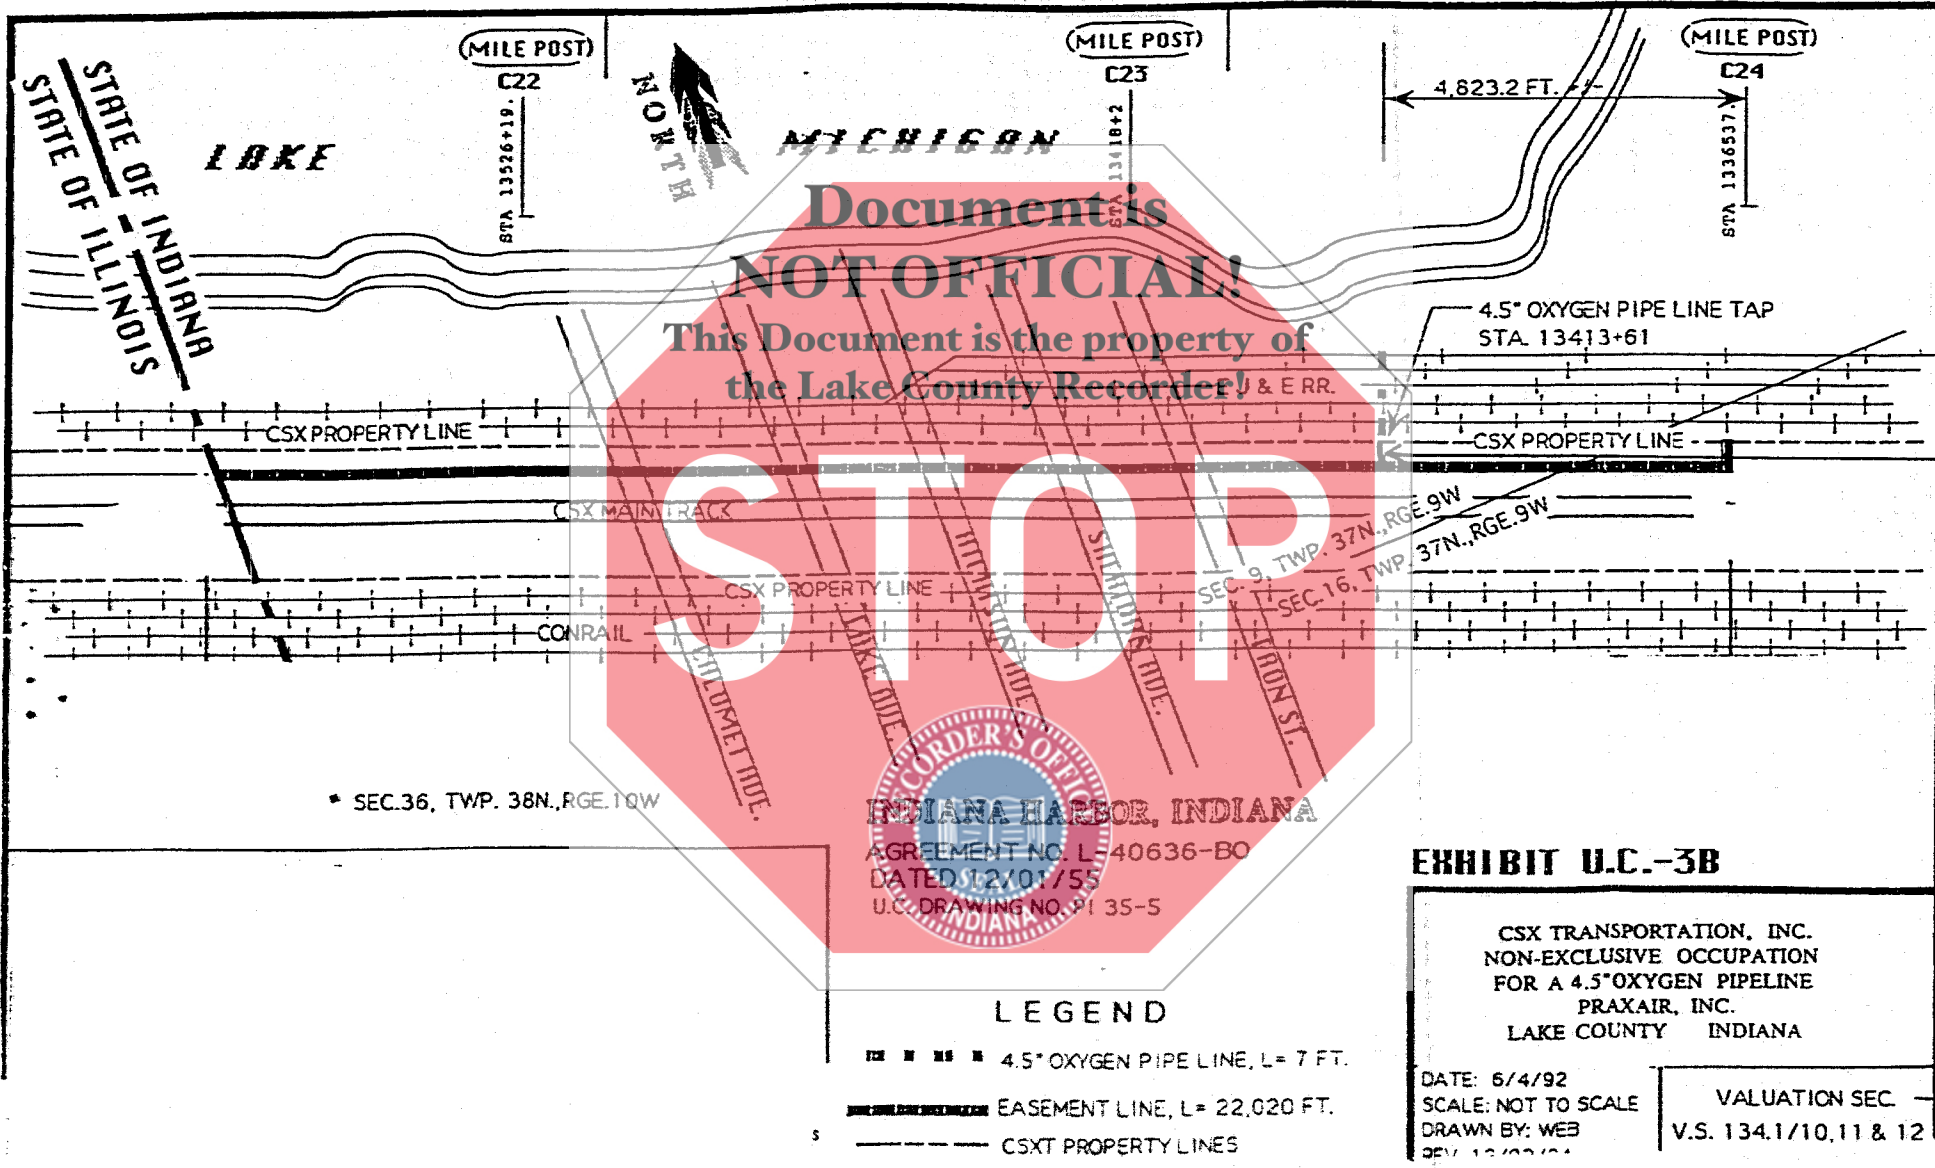 (MILE POST)
C22
(MILE POST)
C23
(MILE POST)
C24
STATE OF INDIANA
STATE OF ILLINOIS
LAKE
MICHIGAN
NORTH
STA 13526+19.
STA 13418+2
STA 1336537.
4,823.2 FT. +/-
Document is
NOT OFFICIAL!
This Document is the property of
the Lake County Recorder!
STOP
4.5" OXYGEN PIPE LINE TAP
STA. 13413+61
E J & E RR.
CSX PROPERTY LINE
CSX PROPERTY LINE
CSX MAIN TRACK
SEC. 9, TWP. 37N.,RGE.9W
SEC.16, TWP. 37N.,RGE.9W
CSX PROPERTY LINE
CONRAIL
CALUMET AVE.
LAKE AVE.
AVE.
AVE.
ST.
SEC.36, TWP. 38N.,RGE.10W
INDIANA HARBOR, INDIANA
AGREEMENT NO. L-40636-BO
DATED 12/01/55
U.C. DRAWING NO. PI 35-S
RECORDER'S OFFICE
SEAL
INDIANA
EXHIBIT U.C.-3B
CSX TRANSPORTATION, INC.
NON-EXCLUSIVE OCCUPATION
FOR A 4.5"OXYGEN PIPELINE
PRAXAIR, INC.
LAKE COUNTY INDIANA
DATE: 6/4/92
SCALE: NOT TO SCALE
DRAWN BY: WEB
VALUATION SEC.
V.S. 134.1/10,11 & 12
LEGEND
4.5" OXYGEN PIPE LINE, L= 7 FT.
EASEMENT LINE, L= 22,020 FT.
CSXT PROPERTY LINES
S